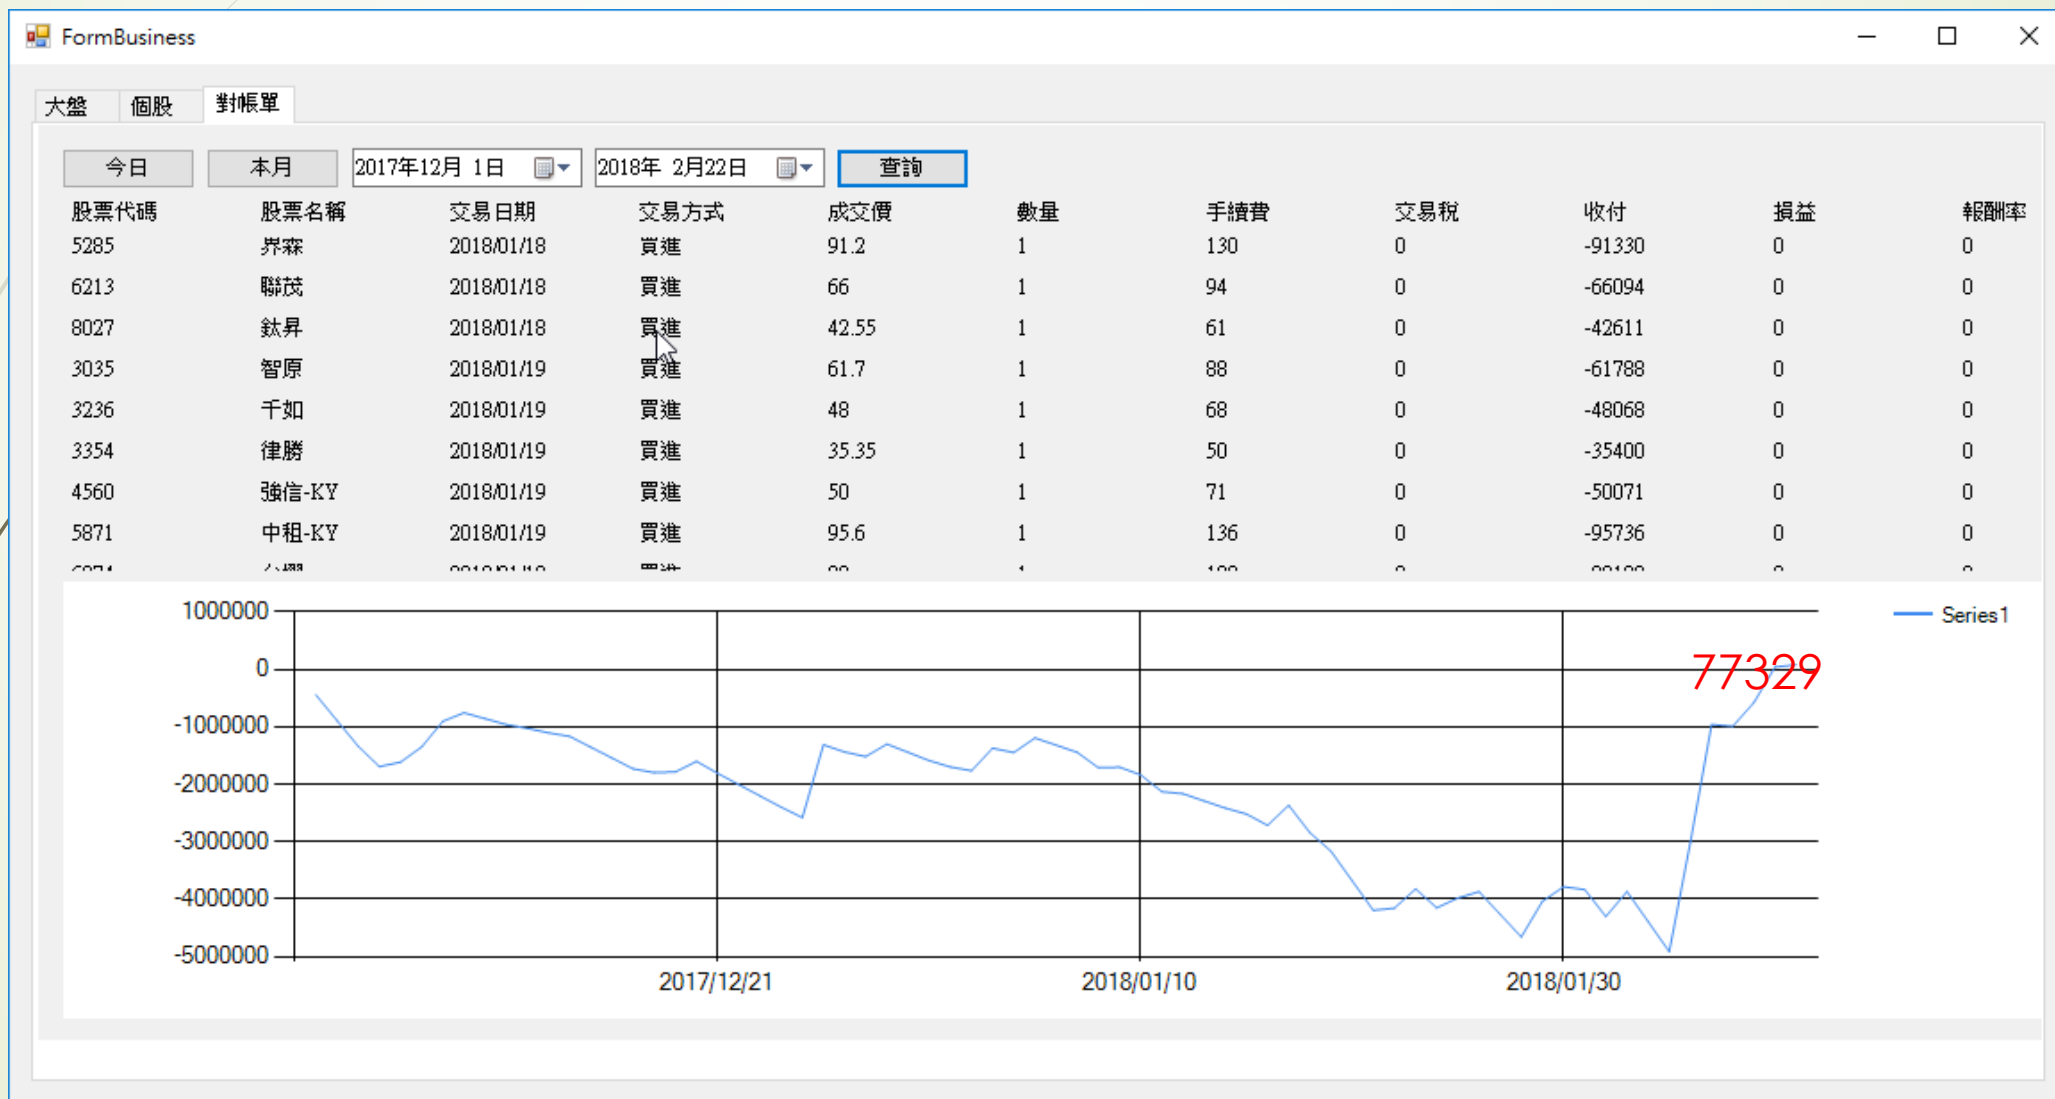 FormBusiness
大盤 個股 對帳單
今日 本月 2017年12月 1日 2018年 2月22日 查詢
股票代碼 股票名稱 交易日期 交易方式 成交價 數量 手續費 交易稅 收付 損益 報酬率
5285 界森 2018/01/18 買進 91.2 1 130 0 -91330 0 0
6213 聯茂 2018/01/18 買進 66 1 94 0 -66094 0 0
8027 鈦昇 2018/01/18 買進 42.55 1 61 0 -42611 0 0
3035 智原 2018/01/19 買進 61.7 1 88 0 -61788 0 0
3236 千如 2018/01/19 買進 48 1 68 0 -48068 0 0
3354 律勝 2018/01/19 買進 35.35 1 50 0 -35400 0 0
4560 強信-KY 2018/01/19 買進 50 1 71 0 -50071 0 0
5871 中租-KY 2018/01/19 買進 95.6 1 136 0 -95736 0 0
1000000
Series1
0
77329
-1000000
-2000000
-3000000
-4000000
-5000000
2017/12/21 2018/01/10 2018/01/30